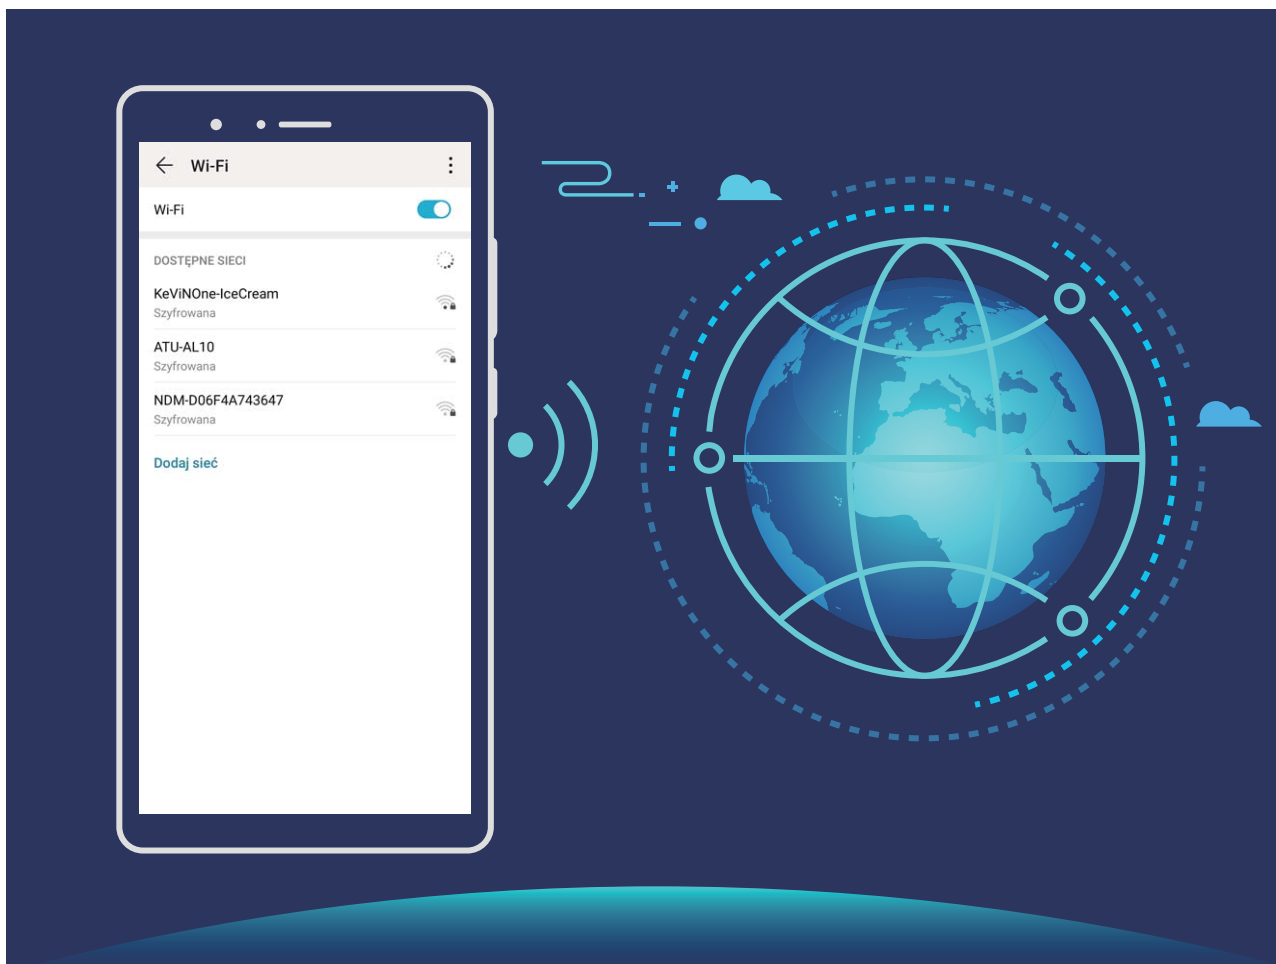 Wi-Fi
Wi-Fi
DOSTĘPNE SIECI
KeViNOne-IceCream
Szyfrowana
ATU-AL10
Szyfrowana
NDM-D06F4A743647
Szyfrowana
Dodaj sieć